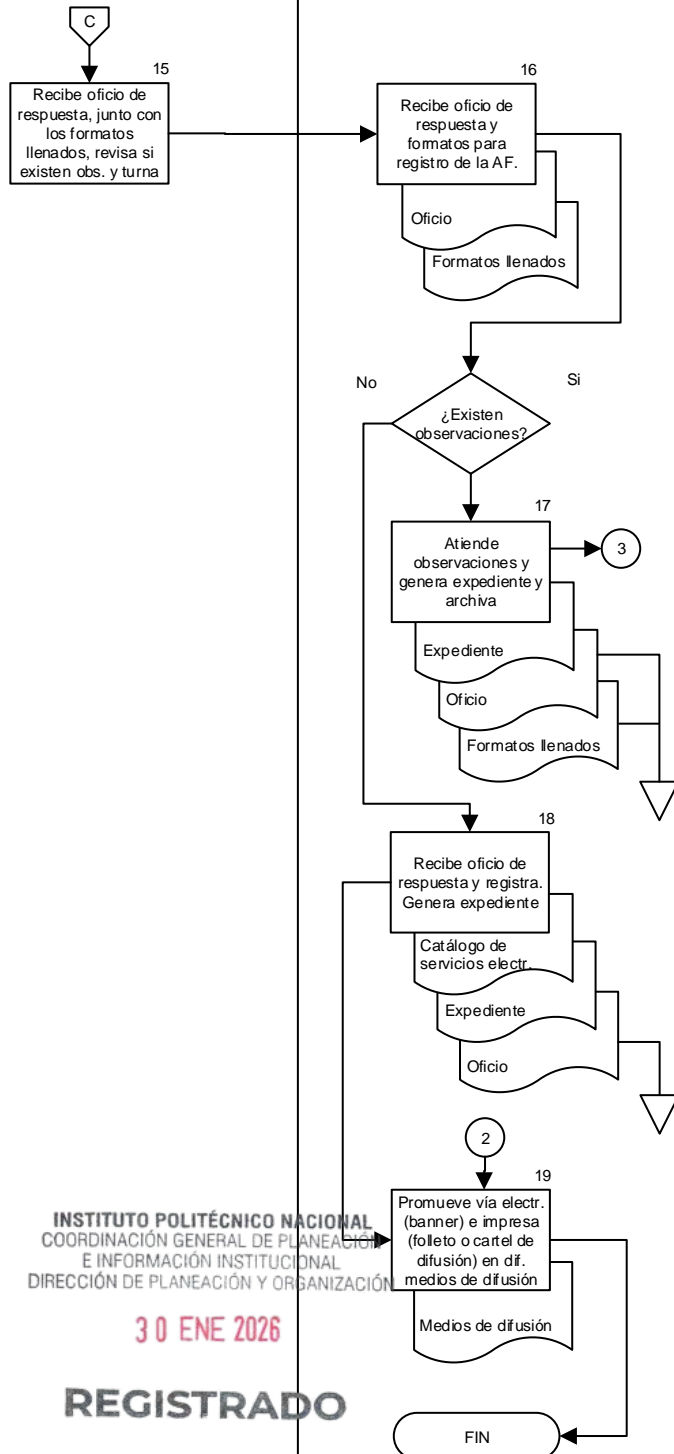 C
15
Recibe oficio de
respuesta, junto con
los formatos
llenados, revisa si
existen obs. y turna
16
Recibe oficio de
respuesta y
formatos para
registro de la AF.
Oficio
Formatos llenados
No
Si
¿Existen
observaciones?
17
Atiende
observaciones y
genera expediente y
archiva
3
Expediente
Oficio
Formatos llenados
18
Recibe oficio de
respuesta y registra.
Genera expediente
Catálogo de
servicios electr.
Expediente
Oficio
2
19
Promueve vía electr.
(banner) e impresa
(folleto o cartel de
difusión) en dif.
medios de difusión
Medios de difusión
FIN
INSTITUTO POLITÉCNICO NACIONAL
COORDINACIÓN GENERAL DE PLANEACIÓN
E INFORMACIÓN INSTITUCIONAL
DIRECCIÓN DE PLANEACIÓN Y ORGANIZACIÓN
30 ENE 2026
REGISTRADO